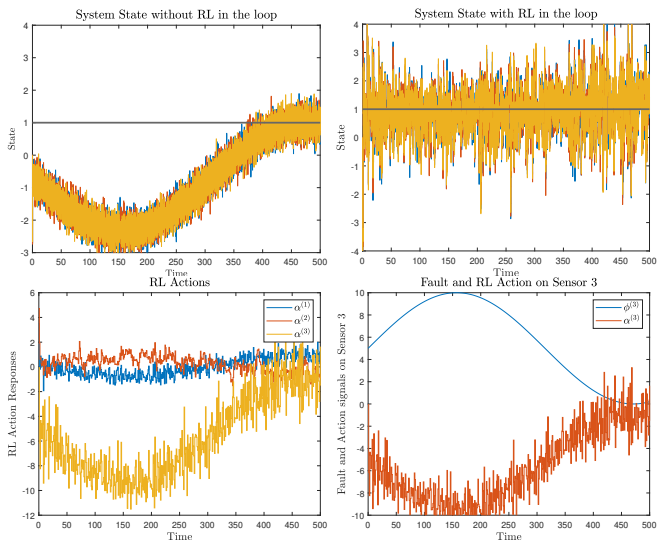 System State without RL in the loop
4
3
2
1
0
-1
-2
-3
State
0 50 100 150 200 250 300 350 400 450 500
Time
System State with RL in the loop
4
3
2
1
0
-1
-2
-3
-4
State
0 50 100 150 200 250 300 350 400 450 500
Time
RL Actions
6
4
2
0
-2
-4
-6
-8
-10
-12
RL Action Responses
α(1)
α(2)
α(3)
0 50 100 150 200 250 300 350 400 450 500
Time
Fault and RL Action on Sensor 3
10
8
6
4
2
0
-2
-4
-6
-8
-10
Fault and Action signals on Sensor 3
ϕ(3)
α(3)
0 50 100 150 200 250 300 350 400 450 500
Time